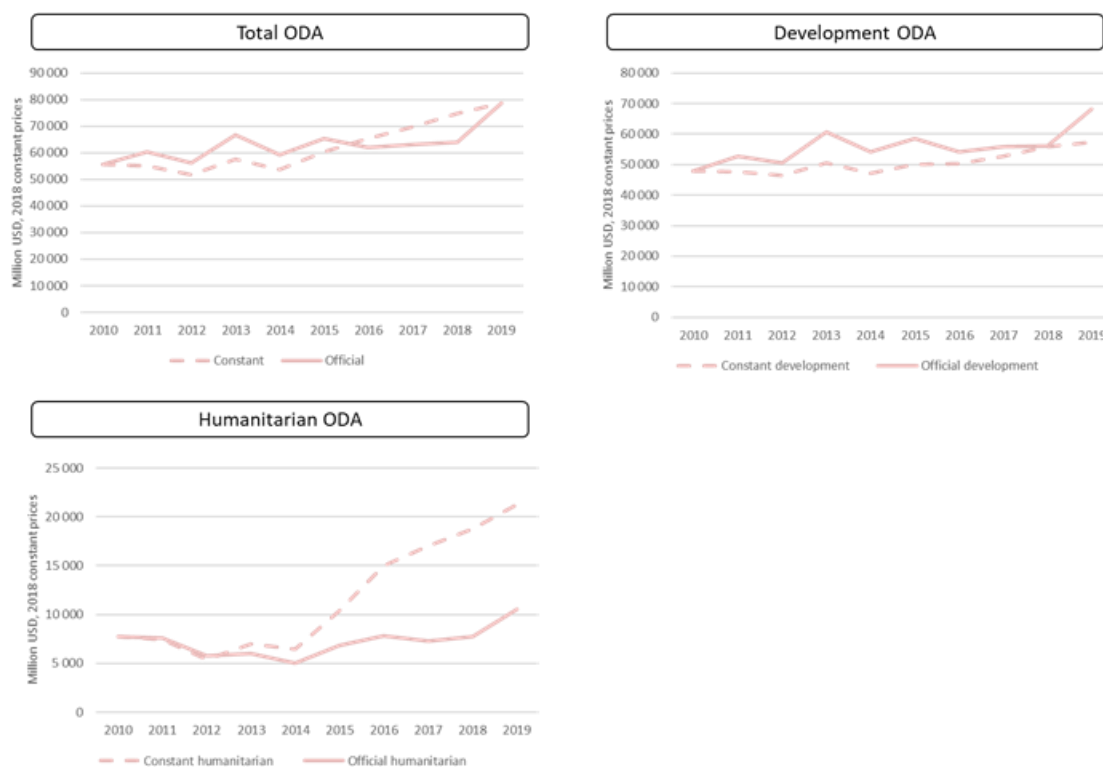 Total ODA
Million USD, 2018 constant prices
90 000
80 000
70 000
60 000
50 000
40 000
30 000
20 000
10 000
0
2010 2011 2012 2013 2014 2015 2016 2017 2018 2019
Constant Official
Development ODA
Million USD, 2018 constant prices
80 000
70 000
60 000
50 000
40 000
30 000
20 000
10 000
0
2010 2011 2012 2013 2014 2015 2016 2017 2018 2019
Constant development Official development
Humanitarian ODA
Million USD, 2018 constant prices
25 000
20 000
15 000
10 000
5 000
0
2010 2011 2012 2013 2014 2015 2016 2017 2018 2019
Constant humanitarian Official humanitarian